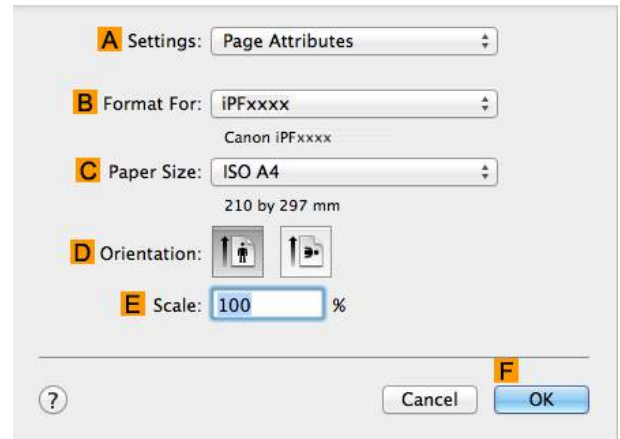 A Settings: Page Attributes
B Format For: iPFxxxx
Canon iPFxxxx
C Paper Size: ISO A4
210 by 297 mm
D Orientation:
E Scale: 100 %
F
? Cancel OK